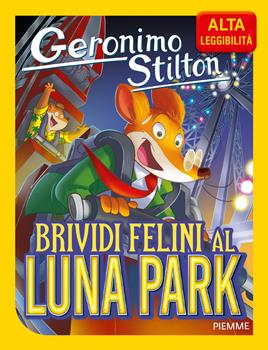 Geronimo
Stilton
ALTA
LEGGIBILITÀ
BRIVIDI FELINI AL
LUNA PARK
PIEMME